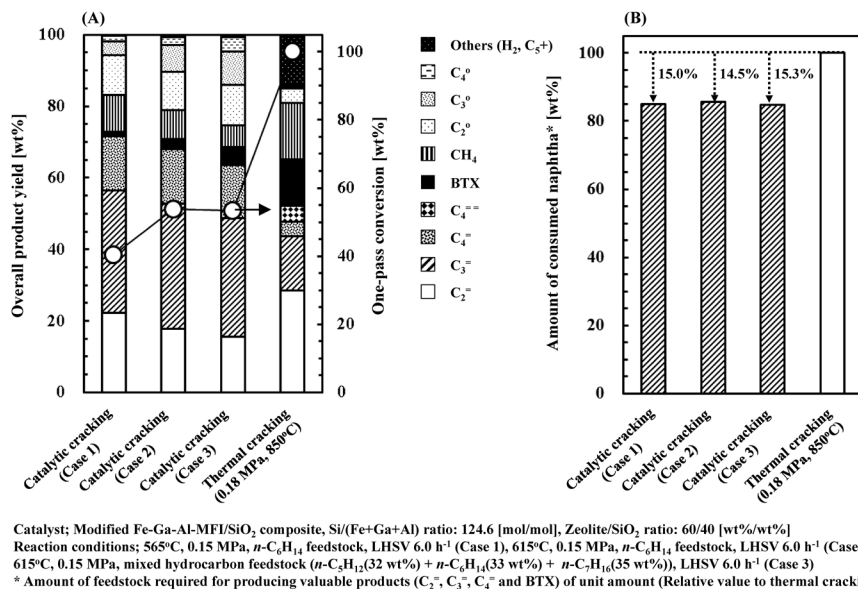 (A)
Overall product yield [wt%]
100
80
60
40
20
0
One-pass conversion [wt%]
100
80
60
40
20
0
Catalytic cracking
(Case 1)
Catalytic cracking
(Case 2)
Catalytic cracking
(Case 3)
Thermal cracking
(0.18 MPa, 850°C)
Others (H₂, C₅+)
C₄º
C₃º
C₂º
CH₄
BTX
C₄⁼⁼
C₄⁼
C₃⁼
C₂⁼
(B)
Amount of consumed naphtha* [wt%]
100
80
60
40
20
0
15.0%
14.5%
15.3%
Catalytic cracking
(Case 1)
Catalytic cracking
(Case 2)
Catalytic cracking
(Case 3)
Thermal cracking
(0.18 MPa, 850°C)
Catalyst; Modified Fe-Ga-Al-MFI/SiO₂ composite, Si/(Fe+Ga+Al) ratio: 124.6 [mol/mol], Zeolite/SiO₂ ratio: 60/40 [wt%/wt%]
Reaction conditions; 565°C, 0.15 MPa, n-C₆H₁₄ feedstock, LHSV 6.0 h⁻¹ (Case 1), 615°C, 0.15 MPa, n-C₆H₁₄ feedstock, LHSV 6.0 h⁻¹ (Case
615°C, 0.15 MPa, mixed hydrocarbon feedstock (n-C₅H₁₂(32 wt%) + n-C₆H₁₄(33 wt%) + n-C₇H₁₆(35 wt%)), LHSV 6.0 h⁻¹ (Case 3)
* Amount of feedstock required for producing valuable products (C₂⁼, C₃⁼, C₄⁼ and BTX) of unit amount (Relative value to thermal